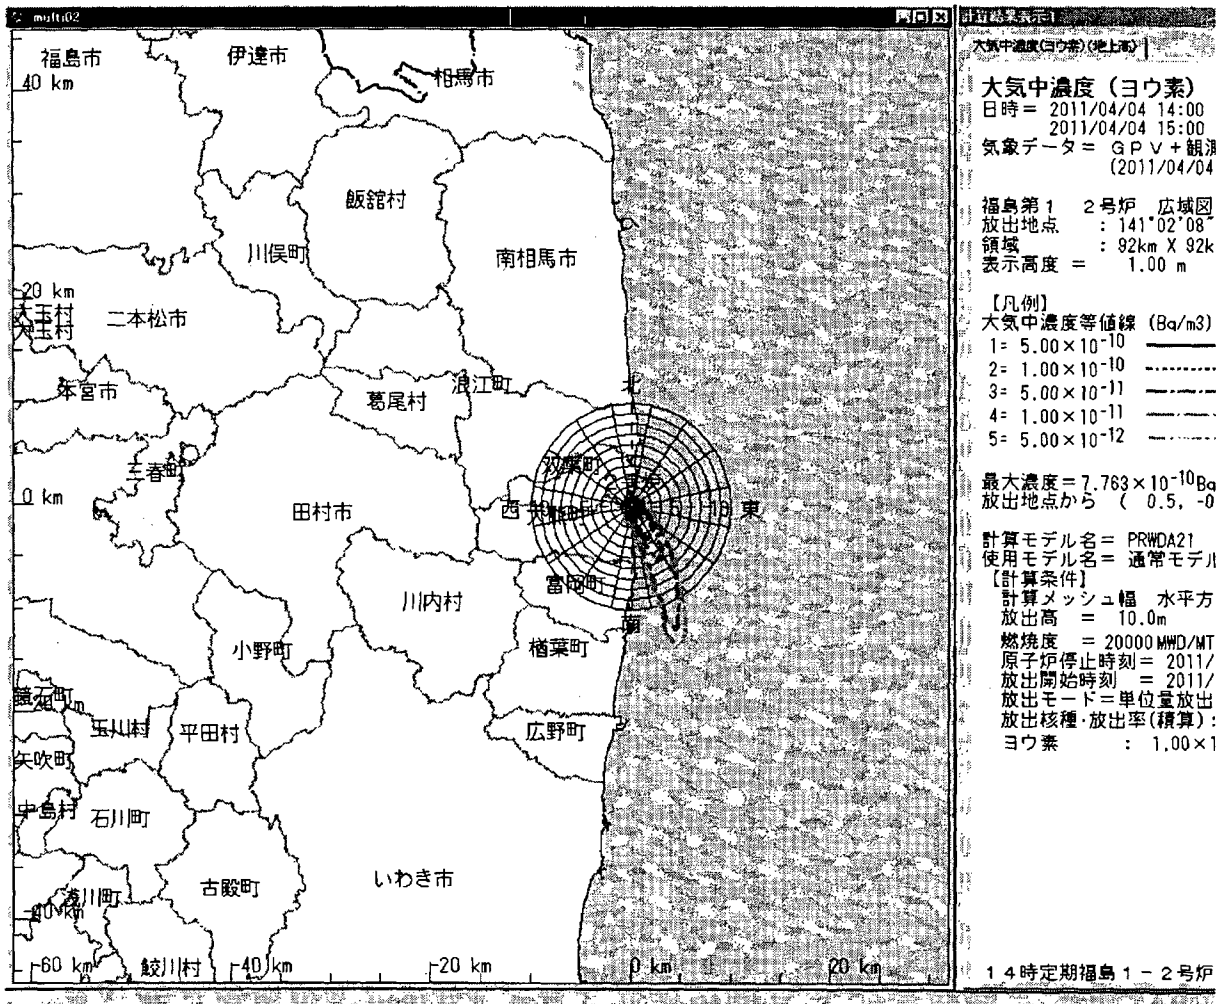 multi02
福島市
伊達市
40 km
相馬市
飯舘村
川俣町
南相馬市
20 km
大玉村
大玉村
二本松市
本宮市
浪江町
北
葛尾村
三春町
双葉町
0 km
田村市
西
東
富岡町
川内村
南
小野町
楢葉町
鏡石町
玉川村
平田村
広野町
矢吹町
中島村
石川町
浅川町
古殿町
いわき市
-40 km
-60 km
鮫川村
-40 km
-20 km
0 km
20 km
計算結果表示1
大気中濃度(ヨウ素)(地上高)
大気中濃度(ヨウ素)
日時= 2011/04/04 14:00
2011/04/04 15:00
気象データ= GPV+観測
(2011/04/04
福島第1 2号炉 広域図
放出地点 : 141°02'08"
領域 : 92km X 92k
表示高度 = 1.00 m
【凡例】
大気中濃度等値線 (Bq/m3)
1= 5.00×10⁻¹⁰
2= 1.00×10⁻¹⁰
3= 5.00×10⁻¹¹
4= 1.00×10⁻¹¹
5= 5.00×10⁻¹²
最大濃度=7.763×10⁻¹⁰Bq
放出地点から ( 0.5, -0
計算モデル名= PRWDA21
使用モデル名= 通常モデル
【計算条件】
計算メッシュ幅 水平方
放出高 = 10.0m
燃焼度 = 20000MWD/MT
原子炉停止時刻= 2011/
放出開始時刻 = 2011/
放出モード=単位量放出
放出核種・放出率(積算):
ヨウ素 : 1.00×1
14時定期福島1-2号炉